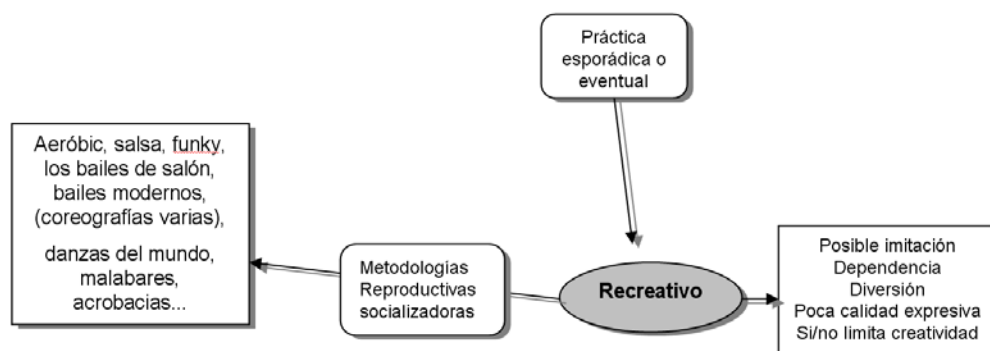 Práctica
esporádica o
eventual
Aeróbic, salsa, funky,
los bailes de salón,
bailes modernos,
(coreografías varias),
danzas del mundo,
malabares,
acrobacias...
Metodologias
Reproductivas
socializadoras
Recreativo
Posible imitación
Dependencia
Diversión
Poca calidad expresiva
Si/no limita creatividad